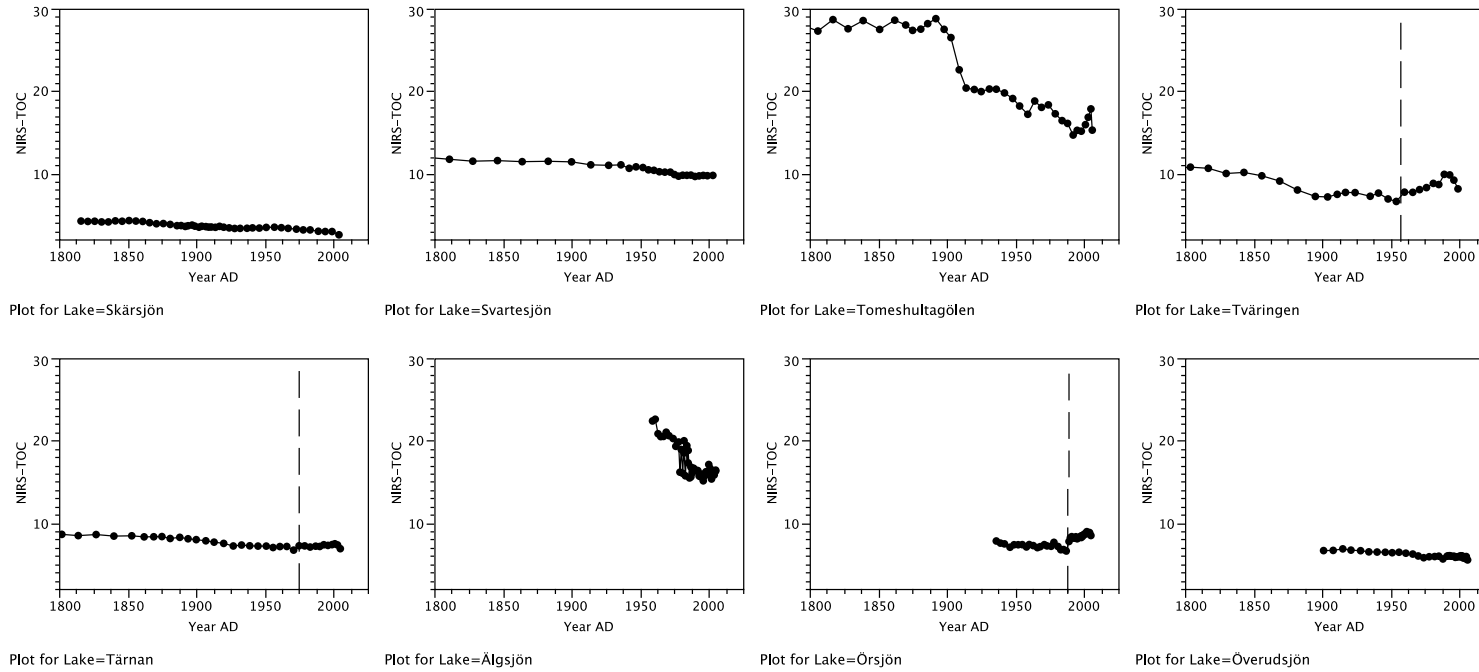 30
20
10
NIRS−TOC
1800 1850 1900 1950 2000
Year AD
Plot for Lake=Skärsjön
30
20
10
NIRS−TOC
1800 1850 1900 1950 2000
Year AD
Plot for Lake=Svartesjön
30
20
10
NIRS−TOC
1800 1850 1900 1950 2000
Year AD
Plot for Lake=Tomeshultagölen
30
20
10
NIRS−TOC
1800 1850 1900 1950 2000
Year AD
Plot for Lake=Tväringen
30
20
10
NIRS−TOC
1800 1850 1900 1950 2000
Year AD
Plot for Lake=Tärnan
30
20
10
NIRS−TOC
1800 1850 1900 1950 2000
Year AD
Plot for Lake=Älgsjön
30
20
10
NIRS−TOC
1800 1850 1900 1950 2000
Year AD
Plot for Lake=Örsjön
30
20
10
NIRS−TOC
1800 1850 1900 1950 2000
Year AD
Plot for Lake=Överudsjön